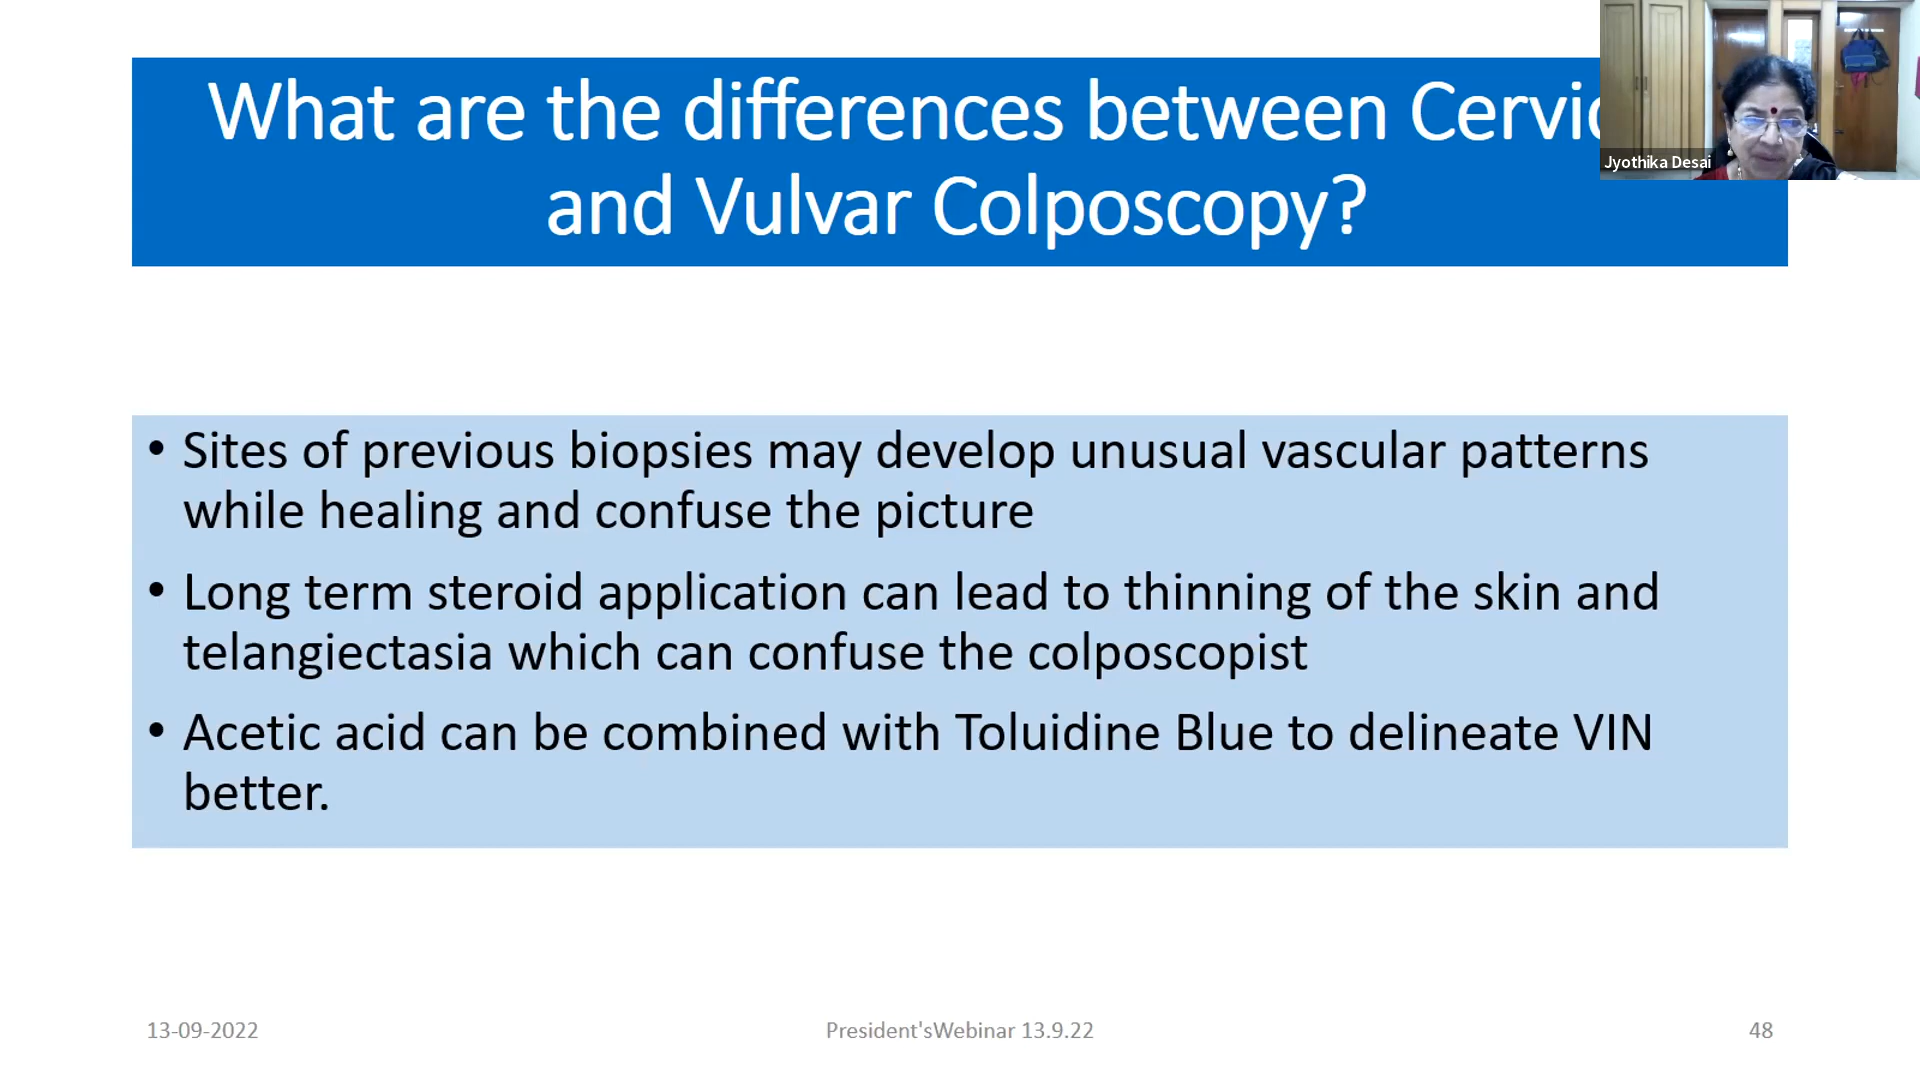 What are the differences between Cervic
and Vulvar Colposcopy?
Jyothika Desai
• Sites of previous biopsies may develop unusual vascular patterns
while healing and confuse the picture
• Long term steroid application can lead to thinning of the skin and
telangiectasia which can confuse the colposcopist
• Acetic acid can be combined with Toluidine Blue to delineate VIN
better.
13-09-2022
President'sWebinar 13.9.22
48